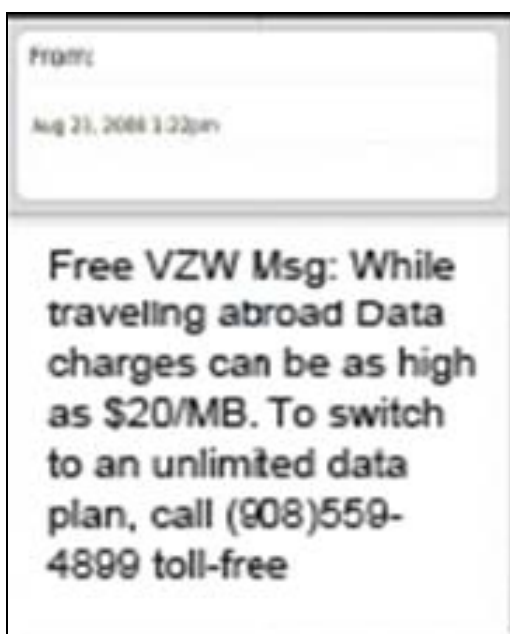 From:
Aug 21, 2008 1:22pm
Free VZW Msg: While
traveling abroad Data
charges can be as high
as $20/MB. To switch
to an unlimited data
plan, call (908)559-
4899 toll-free